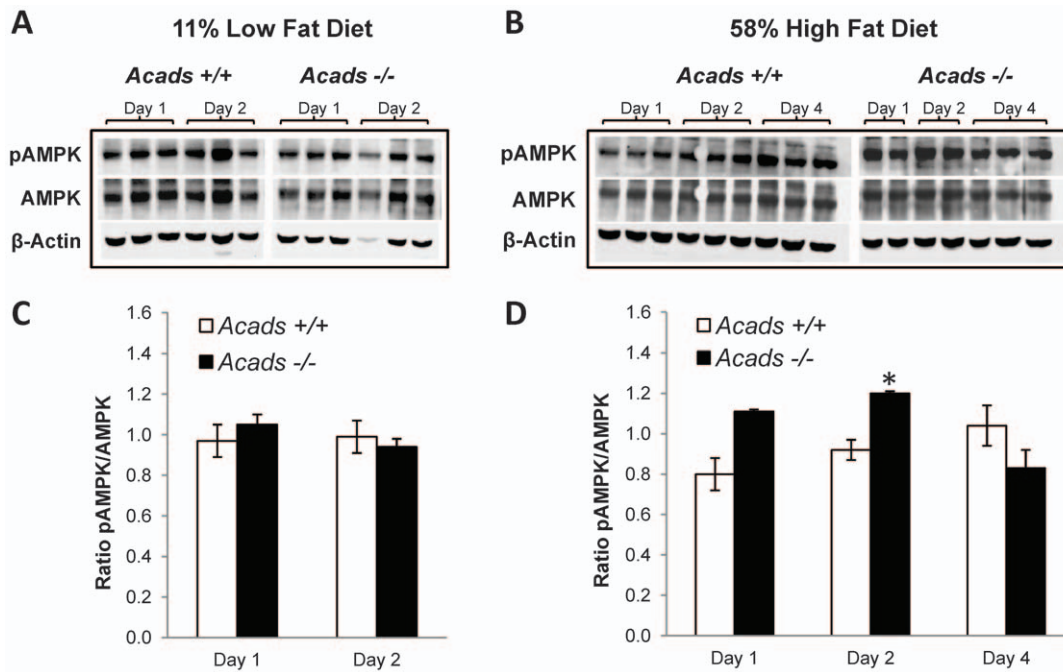 A
11% Low Fat Diet
Acads +/+ Acads -/-
Day 1 Day 2 Day 1 Day 2
pAMPK
AMPK
β-Actin
B
58% High Fat Diet
Acads +/+ Acads -/-
Day 1 Day 2 Day 4 Day 1 Day 2 Day 4
pAMPK
AMPK
β-Actin
C
Acads +/+
Acads -/-
Ratio pAMPK/AMPK
1.6
1.4
1.2
1.0
0.8
0.6
0.4
0.2
0.0
Day 1 Day 2
D
Acads +/+
Acads -/-
*
Ratio pAMPK/AMPK
1.6
1.4
1.2
1.0
0.8
0.6
0.4
0.2
0.0
Day 1 Day 2 Day 4